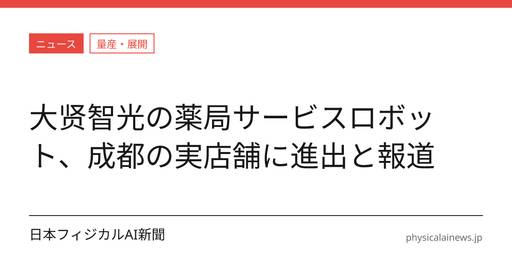 ニュース 量産・展開
大贤智光の薬局サービスロボッ
ト、成都の実店舗に進出と報道
日本フィジカルAI新聞
physicalainews.jp